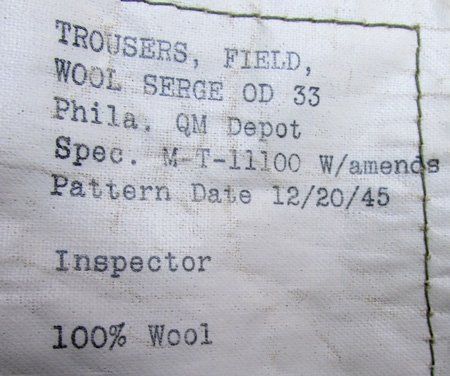 TROUSERS, FIELD,
WOOL SERGE OD 33
Phila. QM Depot
Spec. M-T-11100 W/amends
Pattern Date 12/20/45
Inspector
100% Wool